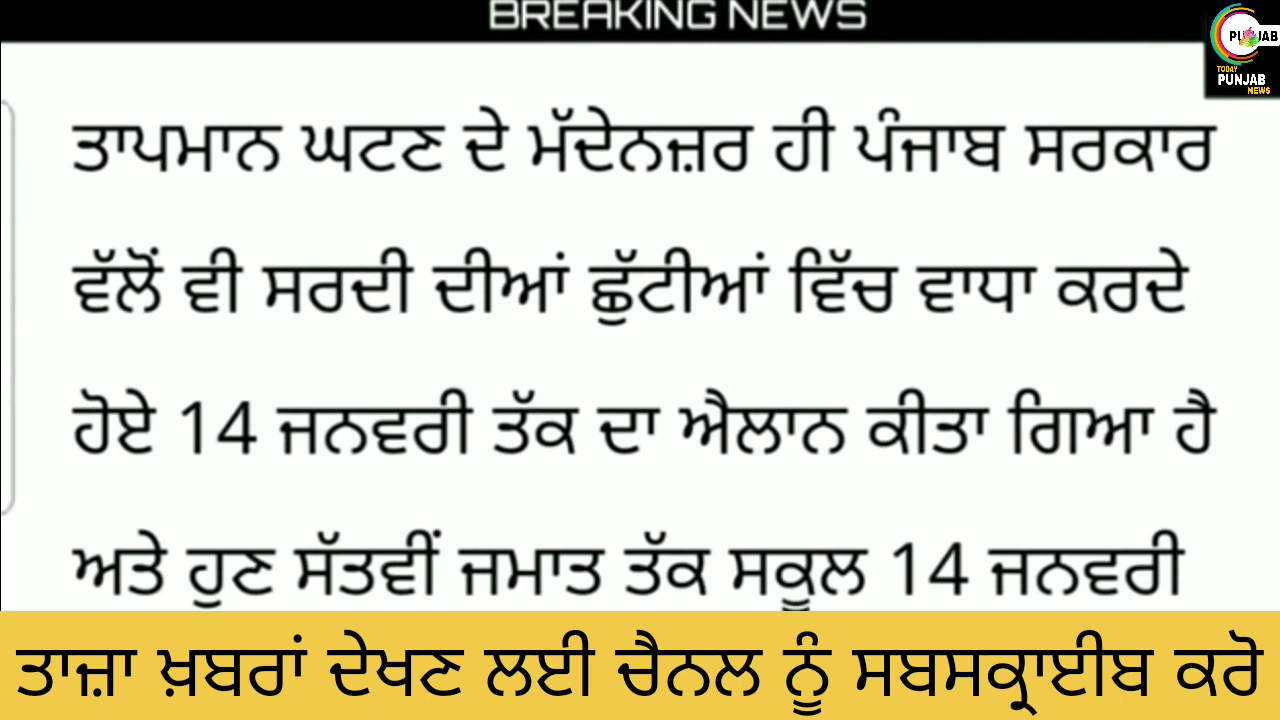 BREAKING NEWS
PUNJAB
TODAY
PUNJAB
NEWS
ਤਾਪਮਾਨ ਘਟਣ ਦੇ ਮੱਦੇਨਜ਼ਰ ਹੀ ਪੰਜਾਬ ਸਰਕਾਰ
ਵੱਲੋਂ ਵੀ ਸਰਦੀ ਦੀਆਂ ਛੁੱਟੀਆਂ ਵਿੱਚ ਵਾਧਾ ਕਰਦੇ
ਹੋਏ 14 ਜਨਵਰੀ ਤੱਕ ਦਾ ਐਲਾਨ ਕੀਤਾ ਗਿਆ ਹੈ
ਅਤੇ ਹੁਣ ਸੱਤਵੀਂ ਜਮਾਤ ਤੱਕ ਸਕੂਲ 14 ਜਨਵਰੀ
ਤਾਜ਼ਾ ਖ਼ਬਰਾਂ ਦੇਖਣ ਲਈ ਚੈਨਲ ਨੂੰ ਸਬਸਕ੍ਰਾਈਬ ਕਰੋ